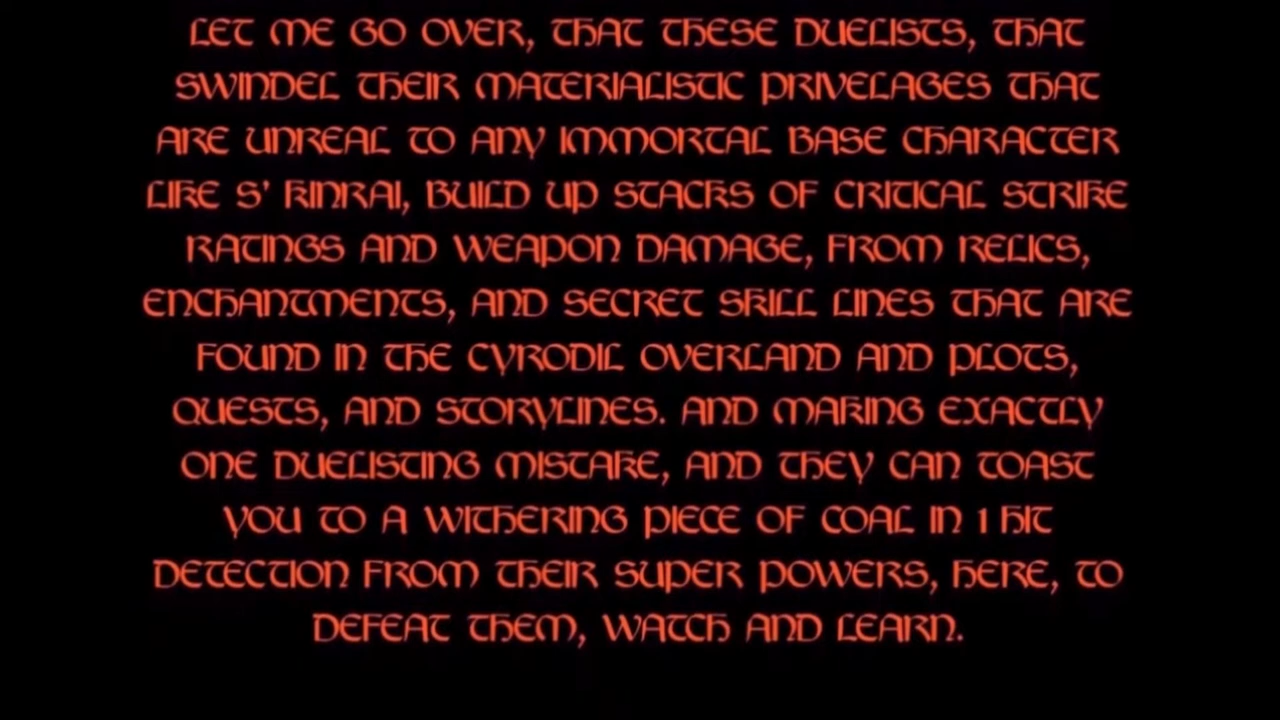 LET ME GO OVER, THAT THESE DUELISTS, THAT
SWINDEL THEIR MATERIALISTIC PRIVELAGES THAT
ARE UNREAL TO ANY IMMORTAL BASE CHARACTER
LIKE S' KINRAI, BUILD UP STACKS OF CRITICAL STRIKE
RATINGS AND WEAPON DAMAGE, FROM RELICS,
ENCHANTMENTS, AND SECRET SKILL LINES THAT ARE
FOUND IN THE CYRODIL OVERLAND AND PLOTS,
QUESTS, AND STORYLINES. AND MAKING EXACTLY
ONE DUELISTING MISTAKE, AND THEY CAN TOAST
YOU TO A WITHERING PIECE OF COAL IN 1 HIT
DETECTION FROM THEIR SUPER POWERS, HERE, TO
DEFEAT THEM, WATCH AND LEARN.